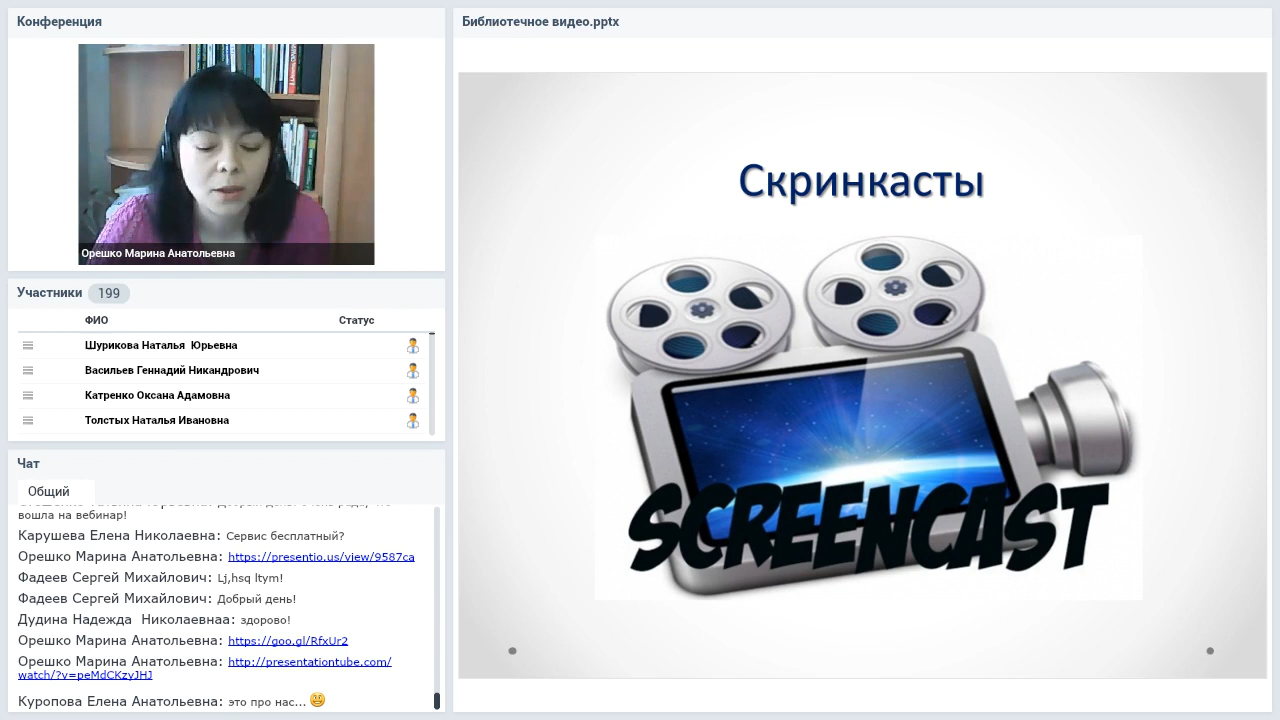 Конференция
Орешко Марина Анатольевна
Участники 199
ФИО Статус
Шурикова Наталья Юрьевна
Васильев Геннадий Никандрович
Катренко Оксана Адамовна
Толстых Наталья Ивановна
Чат
Общий
вошла на вебинар!
Карушева Елена Николаевна: Сервис бесплатный?
Орешко Марина Анатольевна: https://presentio.us/view/9587ca
Фадеев Сергей Михайлович: Lj,hsq ltym!
Фадеев Сергей Михайлович: Добрый день!
Дудина Надежда Николаевнаа: здорово!
Орешко Марина Анатольевна: https://goo.gl/RfxUr2
Орешко Марина Анатольевна: http://presentationtube.com/
watch/?v=peMdCKzyJHJ
Куропова Елена Анатольевна: это про нас...
Библиотечное видео.pptx
Скринкасты
SCREENCAST